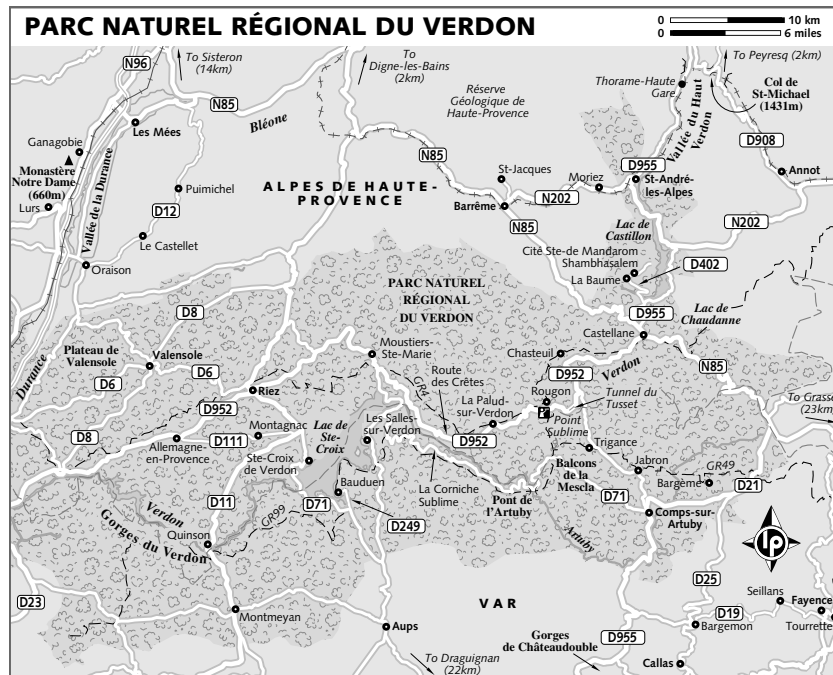 PARC NATUREL RÉGIONAL DU VERDON
0 10 km
0 6 miles
To Sisteron
(14km)
To
Digne-les-Bains
(2km)
To Peyresq (2km)
N96
N85
Bléone
Réserve
Géologique de
Haute-Provence
Thorame-Haute
Gare
Vallée du Haut
Verdon
Col de
St-Michael
(1431m)
Les Mées
Ganagobie
Monastère
Notre Dame
(660m)
Lurs
Vallée de la Durance
Puimichel
D12
Le Castellet
Oraison
ALPES DE HAUTE-
PROVENCE
N85
St-Jacques
Moriez
D955
St-André-
les-Alpes
D908
Annot
Barrême
N202
N85
Lac de
Castillon
N202
Cité Ste-de Mandarom
Shambhasalem
La Baume
D402
PARC NATUREL
RÉGIONAL
DU VERDON
D8
D955
Lac de
Chaudanne
Castellane
Durance
Plateau de
Valensole
Valensole
D6
D6
Moustiers-
Ste-Marie
Chasteuil
Verdon
N85
Route
des Crêtes
GR4
D952
Riez
La Palud-
sur-Verdon
Rougon
Tunnel du
Tusset
To Grasse
(23km)
D952
Lac de
Ste-
Croix
Les Salles-
sur-Verdon
P
Point
Sublime
Montagnac
D111
D8
Allemagne-
en-Provence
Ste-Croix
de Verdon
D952
Trigance
Jabron
GR49
Bargème
Balcons
de la
Mescla
La Corniche
Sublime
Pont de
l'Artuby
Bauduen
D71
D249
D71
D21
Comps-sur-
Artuby
Verdon
D11
GR99
Quinson
Gorges du Verdon
Artuby
lp
D23
Montmeyan
VAR
D25
Seillans
Fayence
D19
Tourrette
Bargemon
Aups
To Draguignan
(22km)
Gorges
de Châteaudouble
D955
Callas